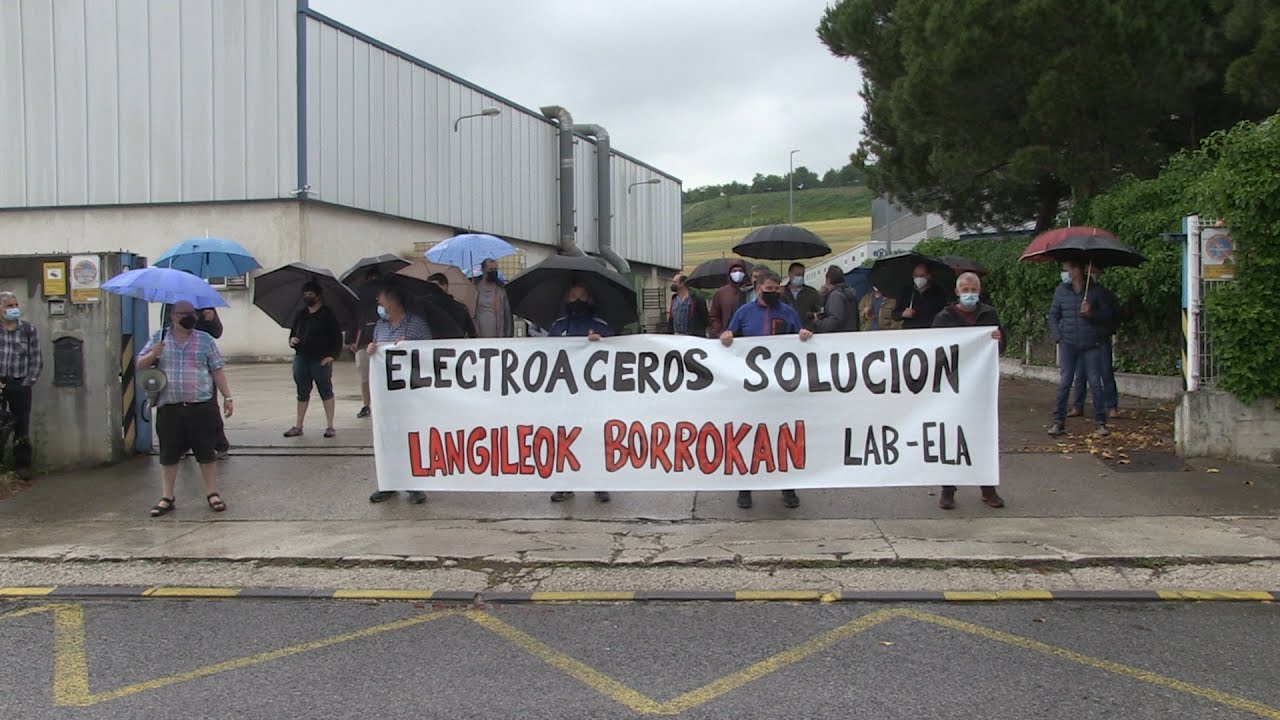 ELECTROACEROS SOLUCION
LANGILEOK BORROKAN LAB-ELA